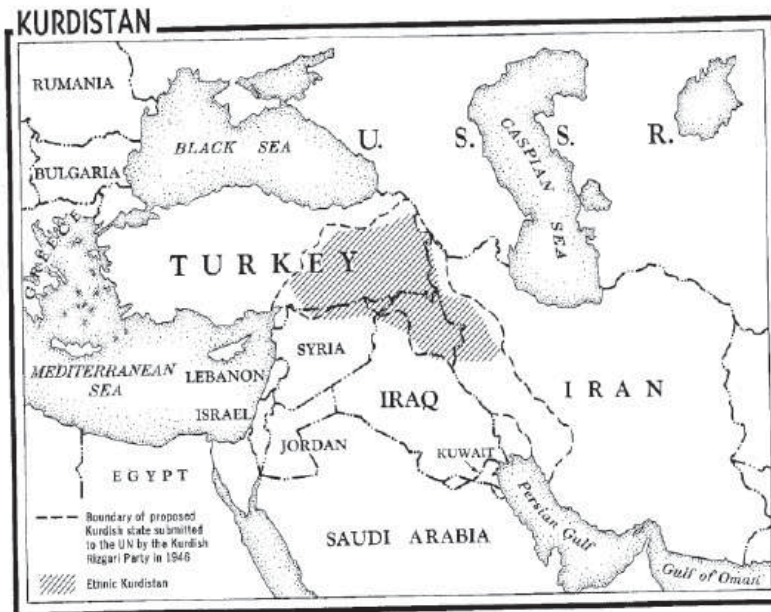 KURDISTAN
RUMANIA
BULGARIA
BLACK SEA
U. S. S. R.
CASPIAN
SEA
GREECE
TURKEY
MEDITERRANEAN
SEA
SYRIA
LEBANON
ISRAEL
IRAQ
IRAN
JORDAN
KUWAIT
EGYPT
SAUDI ARABIA
Persian Gulf
Gulf of Oman
Boundary of proposed
Kurdish state submitted
to the UN by the Kurdish
Rizgari Party in 1946
Ethnic Kurdistan